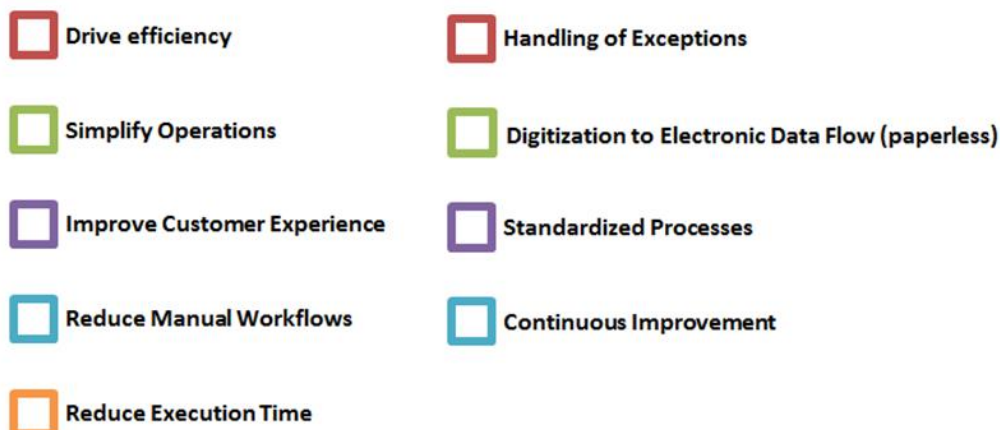 Drive efficiency
Simplify Operations
Improve Customer Experience
Reduce Manual Workflows
Reduce Execution Time
Handling of Exceptions
Digitization to Electronic Data Flow (paperless)
Standardized Processes
Continuous Improvement